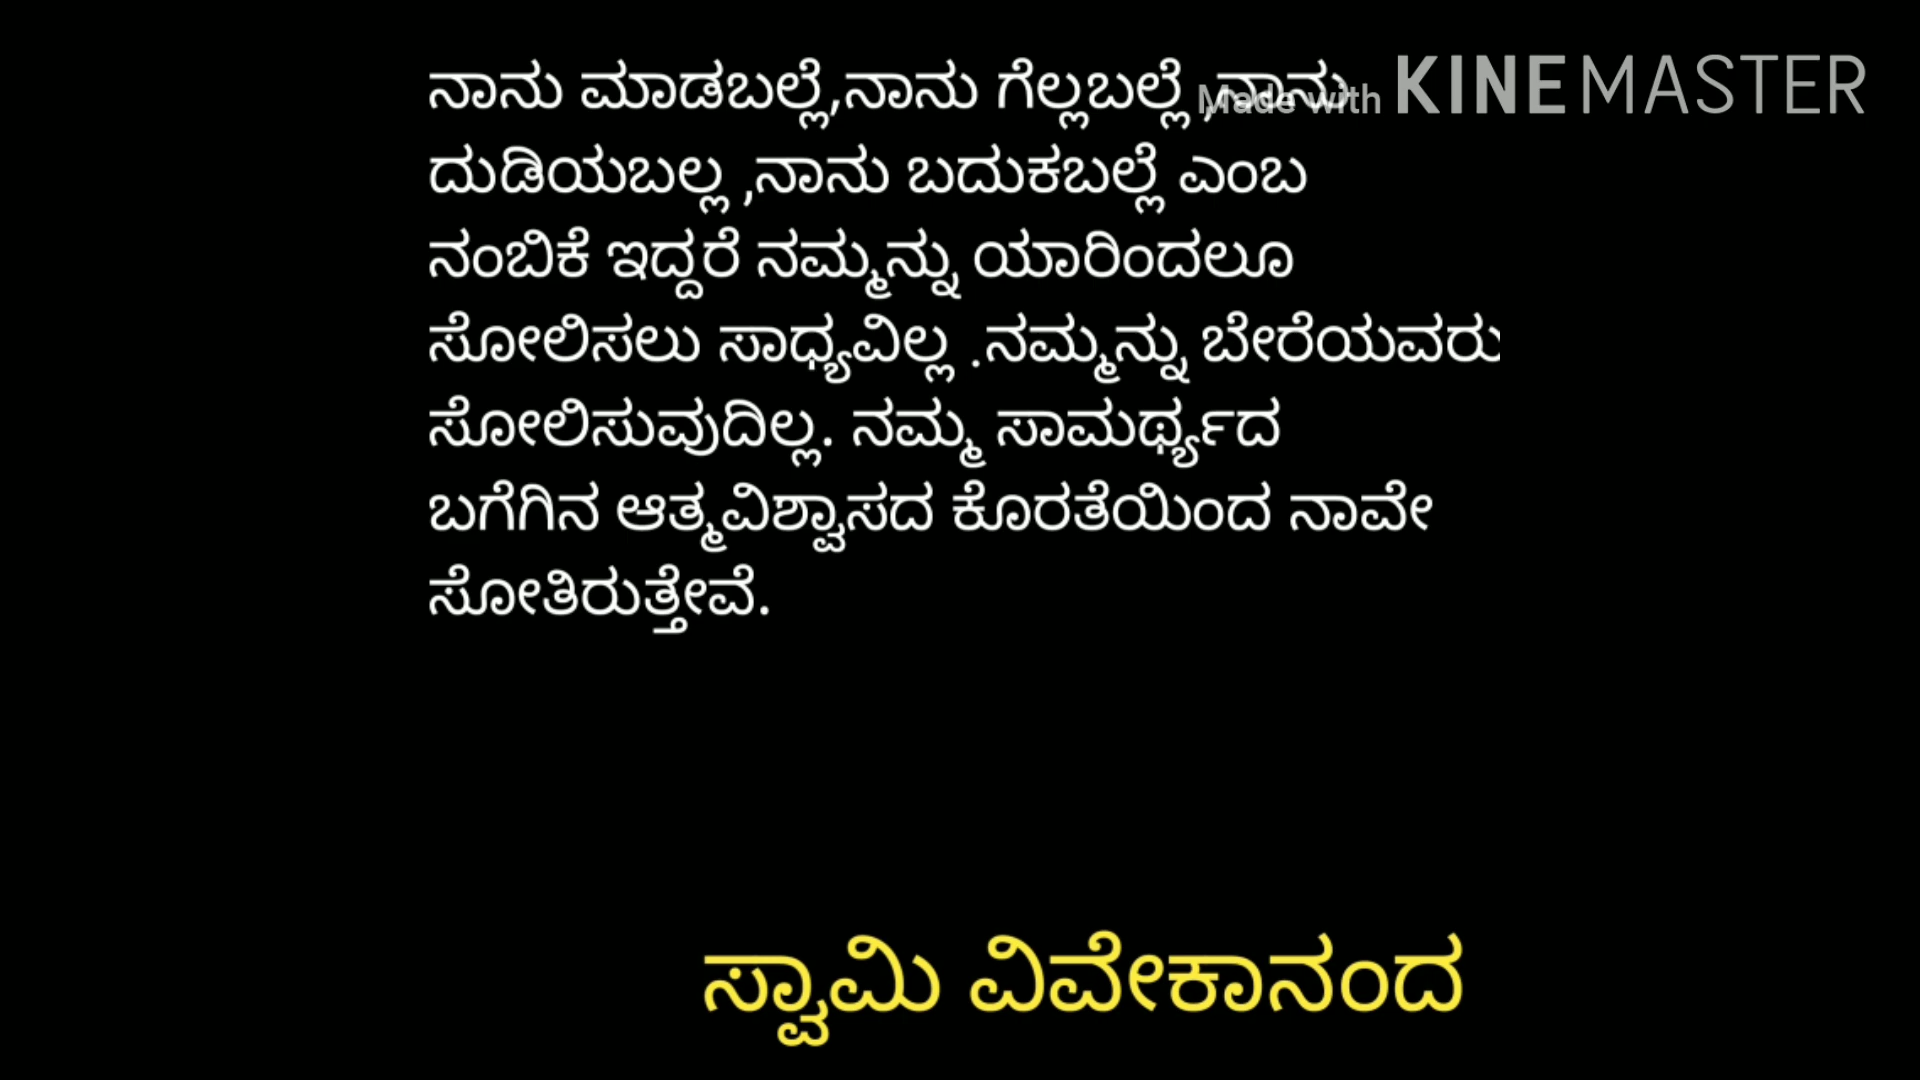 ನಾನು ಮಾಡಬಲ್ಲೆ,ನಾನು ಗೆಲ್ಲಬಲ್ಲೆ ,ನಾನು
Made with KINEMASTER
ದುಡಿಯಬಲ್ಲ ,ನಾನು ಬದುಕಬಲ್ಲೆ ಎಂಬ
ನಂಬಿಕೆ ಇದ್ದರೆ ನಮ್ಮನ್ನು ಯಾರಿಂದಲೂ
ಸೋಲಿಸಲು ಸಾಧ್ಯವಿಲ್ಲ .ನಮ್ಮನ್ನು ಬೇರೆಯವರು
ಸೋಲಿಸುವುದಿಲ್ಲ. ನಮ್ಮ ಸಾಮರ್ಥ್ಯದ
ಬಗೆಗಿನ ಆತ್ಮವಿಶ್ವಾಸದ ಕೊರತೆಯಿಂದ ನಾವೇ
ಸೋತಿರುತ್ತೇವೆ.
ಸ್ವಾಮಿ ವಿವೇಕಾನಂದ